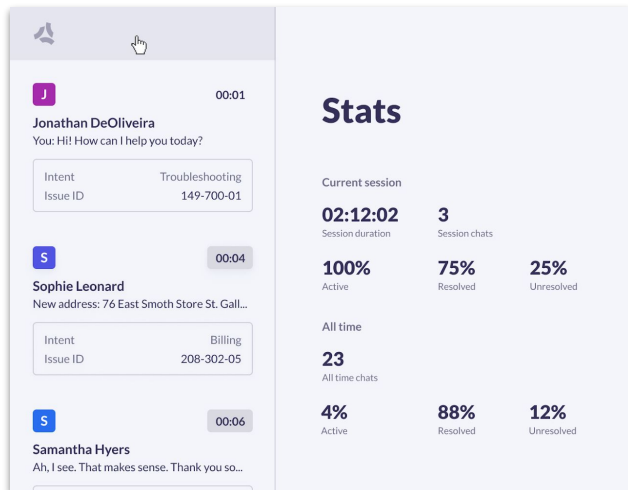 J
00:01
Jonathan DeOliveira
You: Hi! How can I help you today?
Intent Troubleshooting
Issue ID 149-700-01
S
00:04
Sophie Leonard
New address: 76 East Smoth Store St. Gall...
Intent Billing
Issue ID 208-302-05
S
00:06
Samantha Hyers
Ah, I see. That makes sense. Thank you so...
Stats
Current session
02:12:02 3
Session duration Session chats
100% 75% 25%
Active Resolved Unresolved
All time
23
All time chats
4% 88% 12%
Active Resolved Unresolved